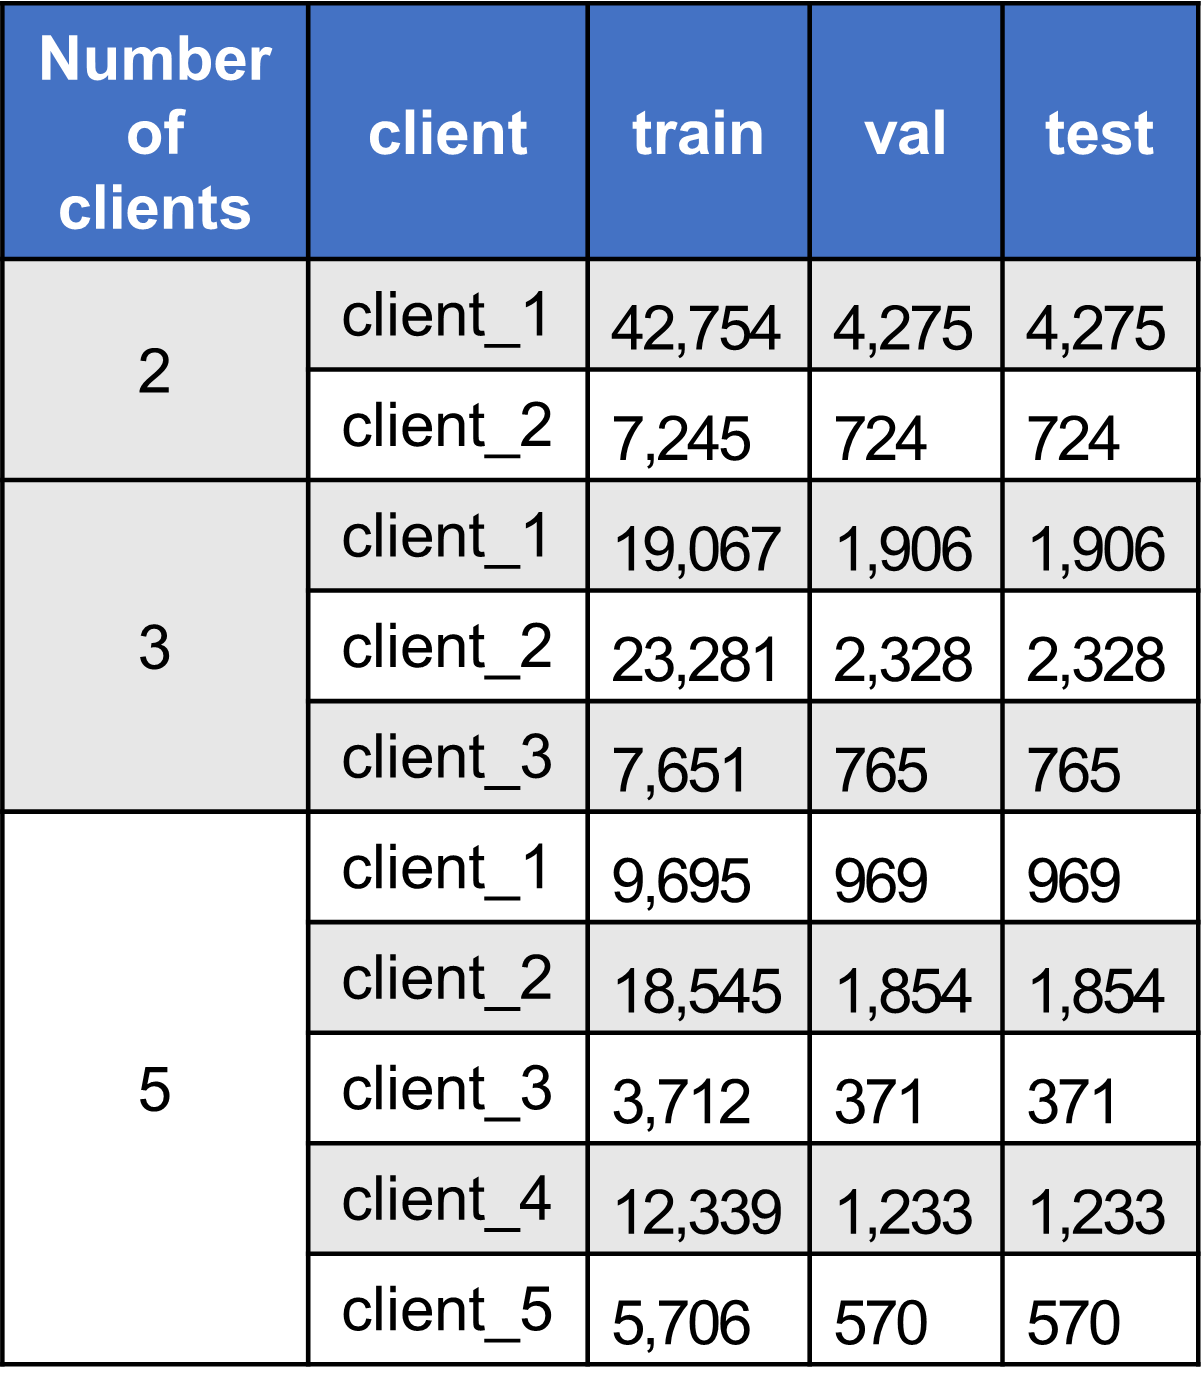 Number
of
clients
client train val test
2
client_1 42,754 4,275 4,275
client_2 7,245 724 724
3
client_1 19,067 1,906 1,906
client_2 23,281 2,328 2,328
client_3 7,651 765 765
5
client_1 9,695 969 969
client_2 18,545 1,854 1,854
client_3 3,712 371 371
client_4 12,339 1,233 1,233
client_5 5,706 570 570